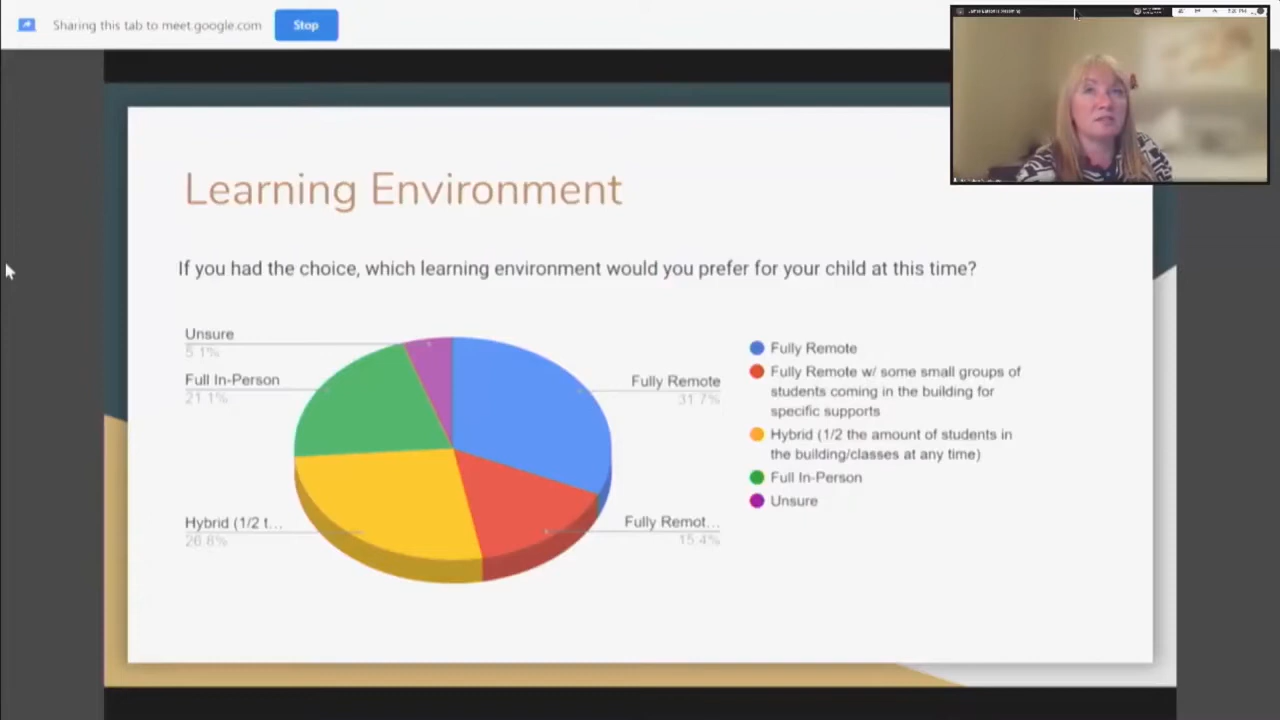 Sharing this tab to meet.google.com
Stop
Learning Environment
If you had the choice, which learning environment would you prefer for your child at this time?
Unsure
5.1%
Full In-Person
21.1%
Hybrid (1/2 t...
26.8%
Fully Remote
31.7%
Fully Remot...
15.4%
Fully Remote
Fully Remote w/ some small groups of
students coming in the building for
specific supports
Hybrid (1/2 the amount of students in
the building/classes at any time)
Full In-Person
Unsure